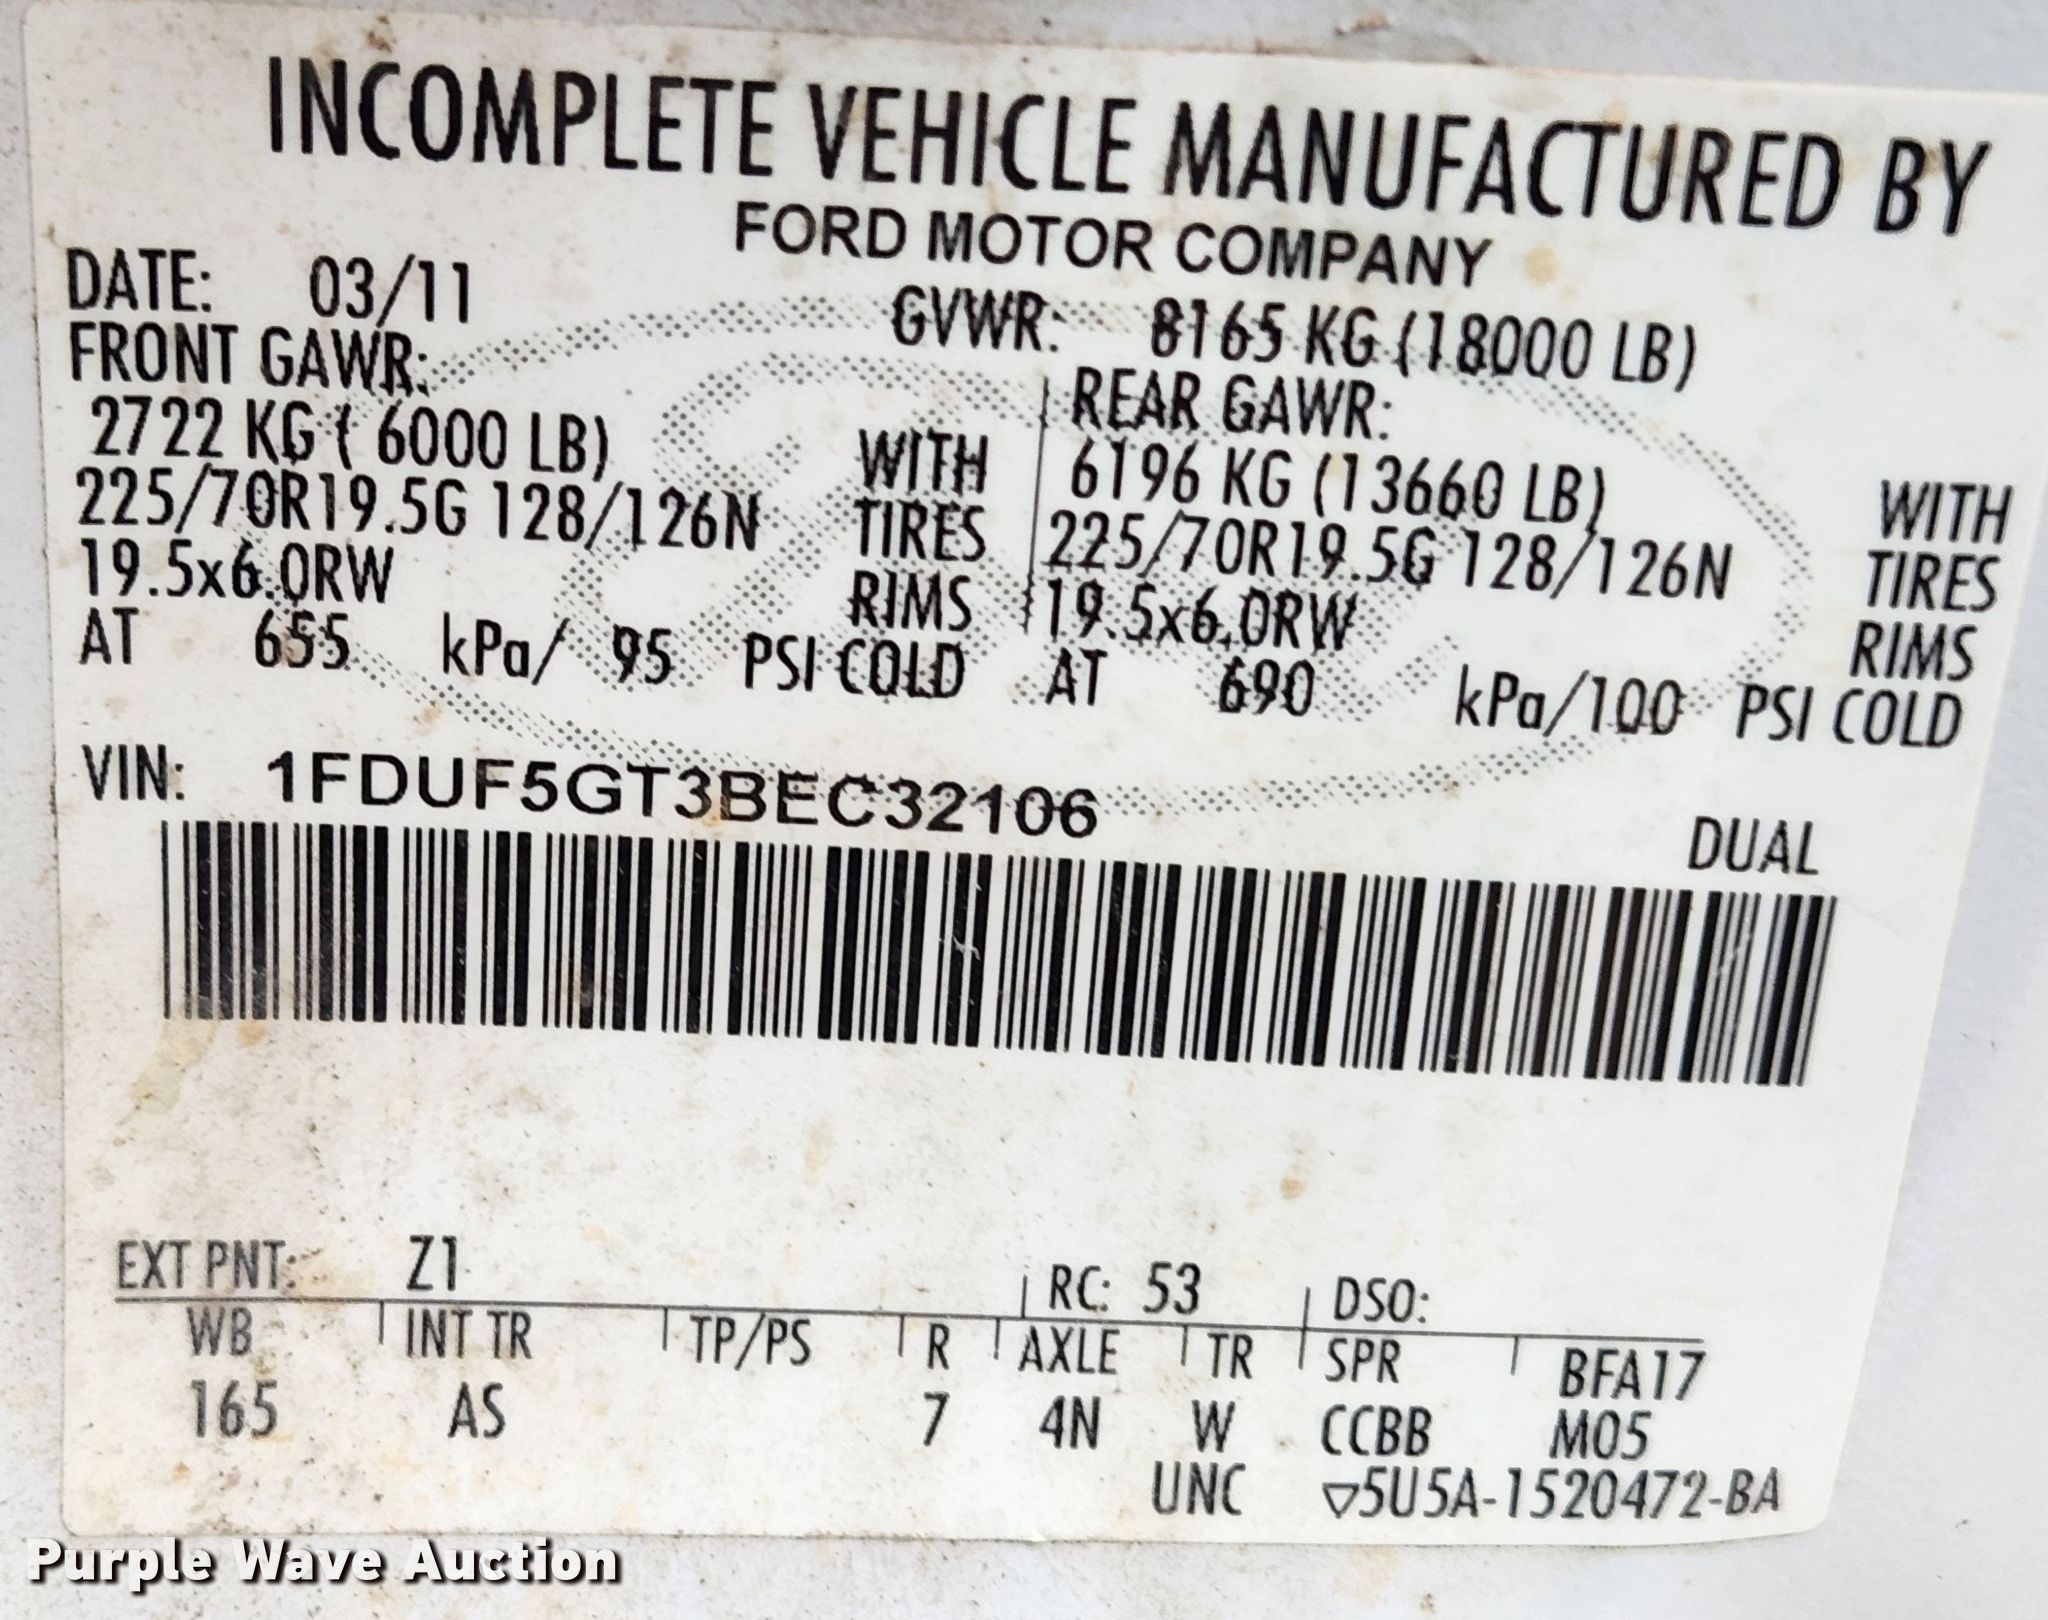 INCOMPLETE VEHICLE MANUFACTURED BY
FORD MOTOR COMPANY
DATE: 03/11 GVWR: 8165 KG (18000 LB)
FRONT GAWR: REAR GAWR:
2722 KG ( 6000 LB) WITH 6196 KG (13660 LB) WITH
225/70R19.5G 128/126N TIRES 225/70R19.5G 128/126N TIRES
19.5x6.0RW RIMS 19.5x6.0RW RIMS
AT 655 kPa/ 95 PSI COLD AT 690 kPa/100 PSI COLD
VIN: 1FDUF5GT3BEC32106
DUAL
EXT PNT: Z1 RC: 53 DSO:
WB INT TR TP/PS R AXLE TR SPR BFA17
165 AS 7 4N W CCBB M05
UNC ▽5U5A-1520472-BA
Purple Wave Auction